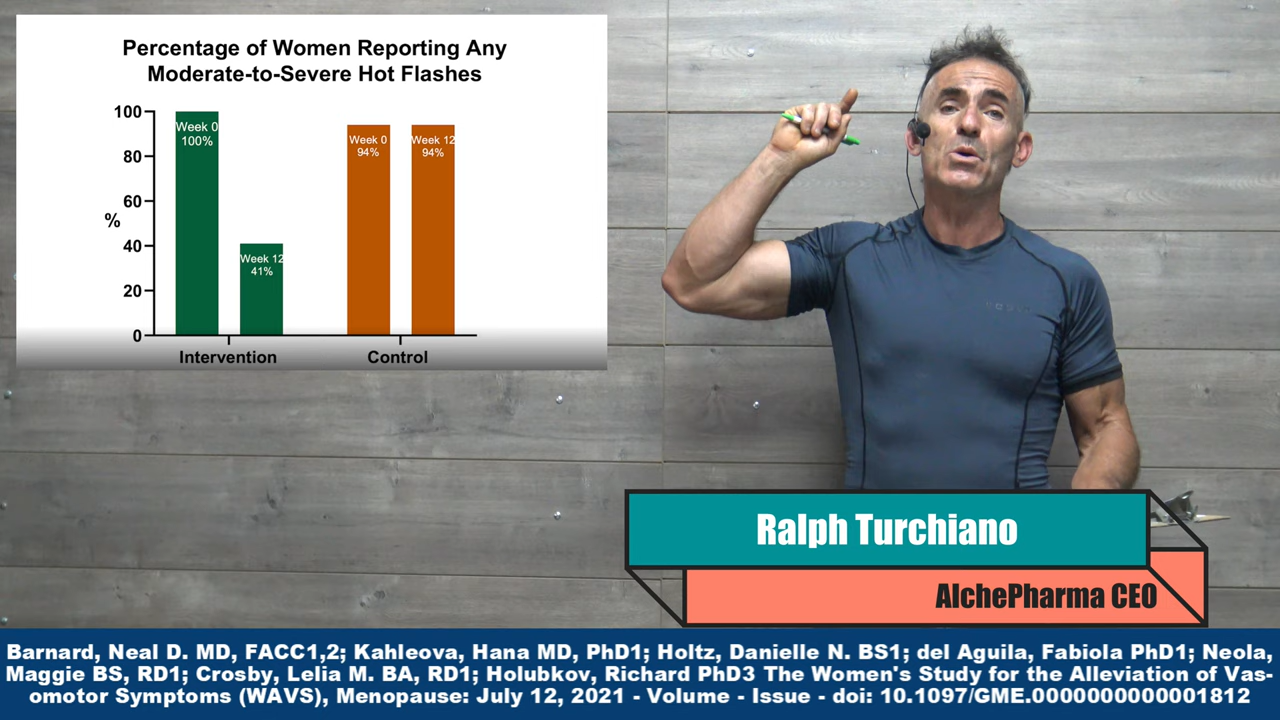 Percentage of Women Reporting Any
Moderate-to-Severe Hot Flashes
100
80
60
%
40
20
0
Week 0
100%
Week 12
41%
Week 0
94%
Week 12
94%
Intervention
Control
Ralph Turchiano
AlchePharma CEO
Barnard, Neal D. MD, FACC1,2; Kahleova, Hana MD, PhD1; Holtz, Danielle N. BS1; del Aguila, Fabiola PhD1; Neola,
Maggie BS, RD1; Crosby, Lelia M. BA, RD1; Holubkov, Richard PhD3 The Women's Study for the Alleviation of Vas-
omotor Symptoms (WAVS), Menopause: July 12, 2021 - Volume - Issue - doi: 10.1097/GME.0000000000001812